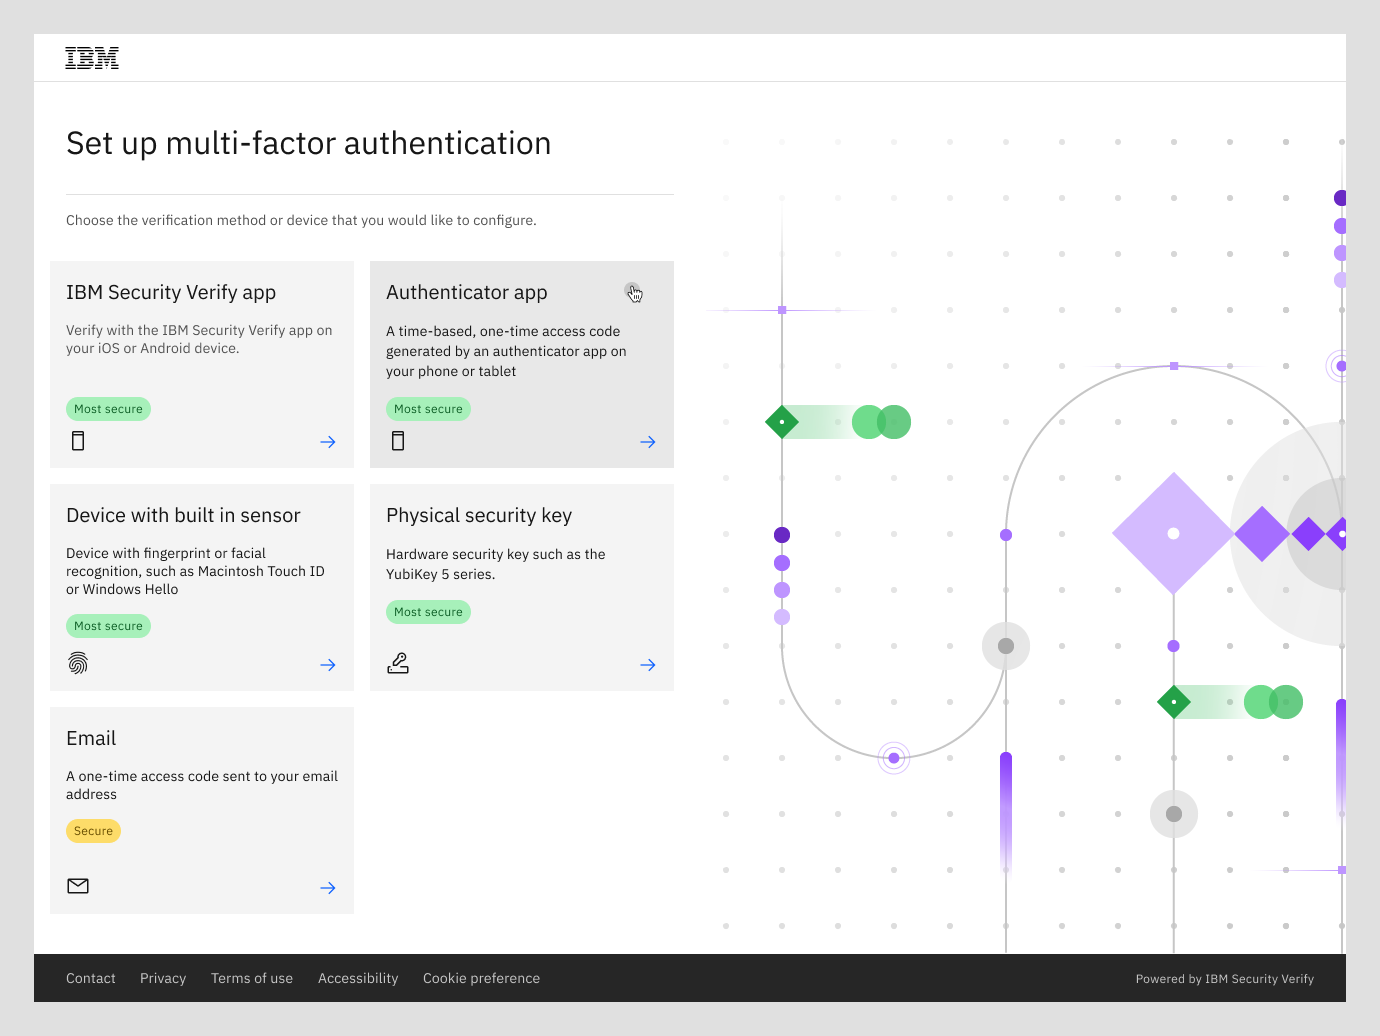 IBM
Set up multi-factor authentication
Choose the verification method or device that you would like to configure.
IBM Security Verify app
Verify with the IBM Security Verify app on
your iOS or Android device.
Most secure
Authenticator app
A time-based, one-time access code
generated by an authenticator app on
your phone or tablet
Most secure
Device with built in sensor
Device with fingerprint or facial
recognition, such as Macintosh Touch ID
or Windows Hello
Most secure
Physical security key
Hardware security key such as the
YubiKey 5 series.
Most secure
Email
A one-time access code sent to your email
address
Secure
Contact Privacy Terms of use Accessibility Cookie preference
Powered by IBM Security Verify